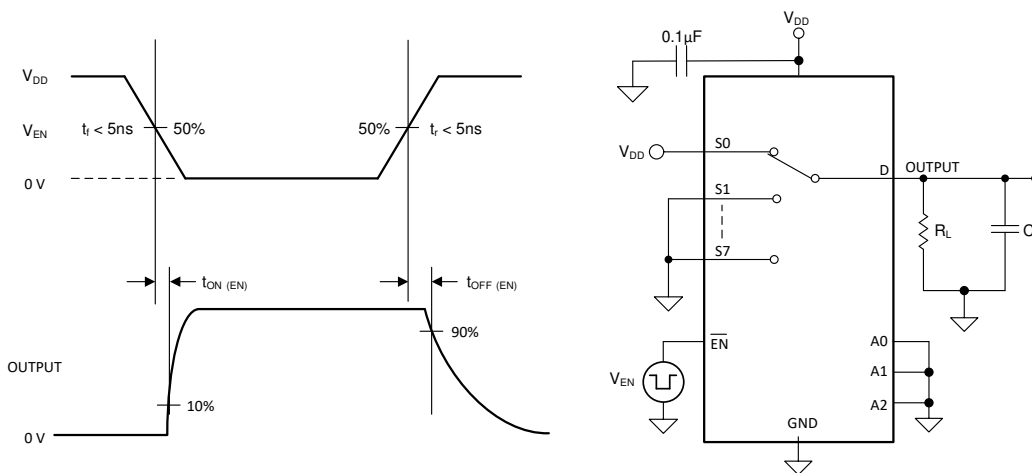 V_DD
V_EN
0 V
t_f < 5ns
50%
50%
t_r < 5ns
t_ON (EN)
t_OFF (EN)
OUTPUT
0 V
10%
90%
V_DD
0.1µF
V_DD
S0
S1
S7
D
OUTPUT
R_L
C
EN
V_EN
A0
A1
A2
GND